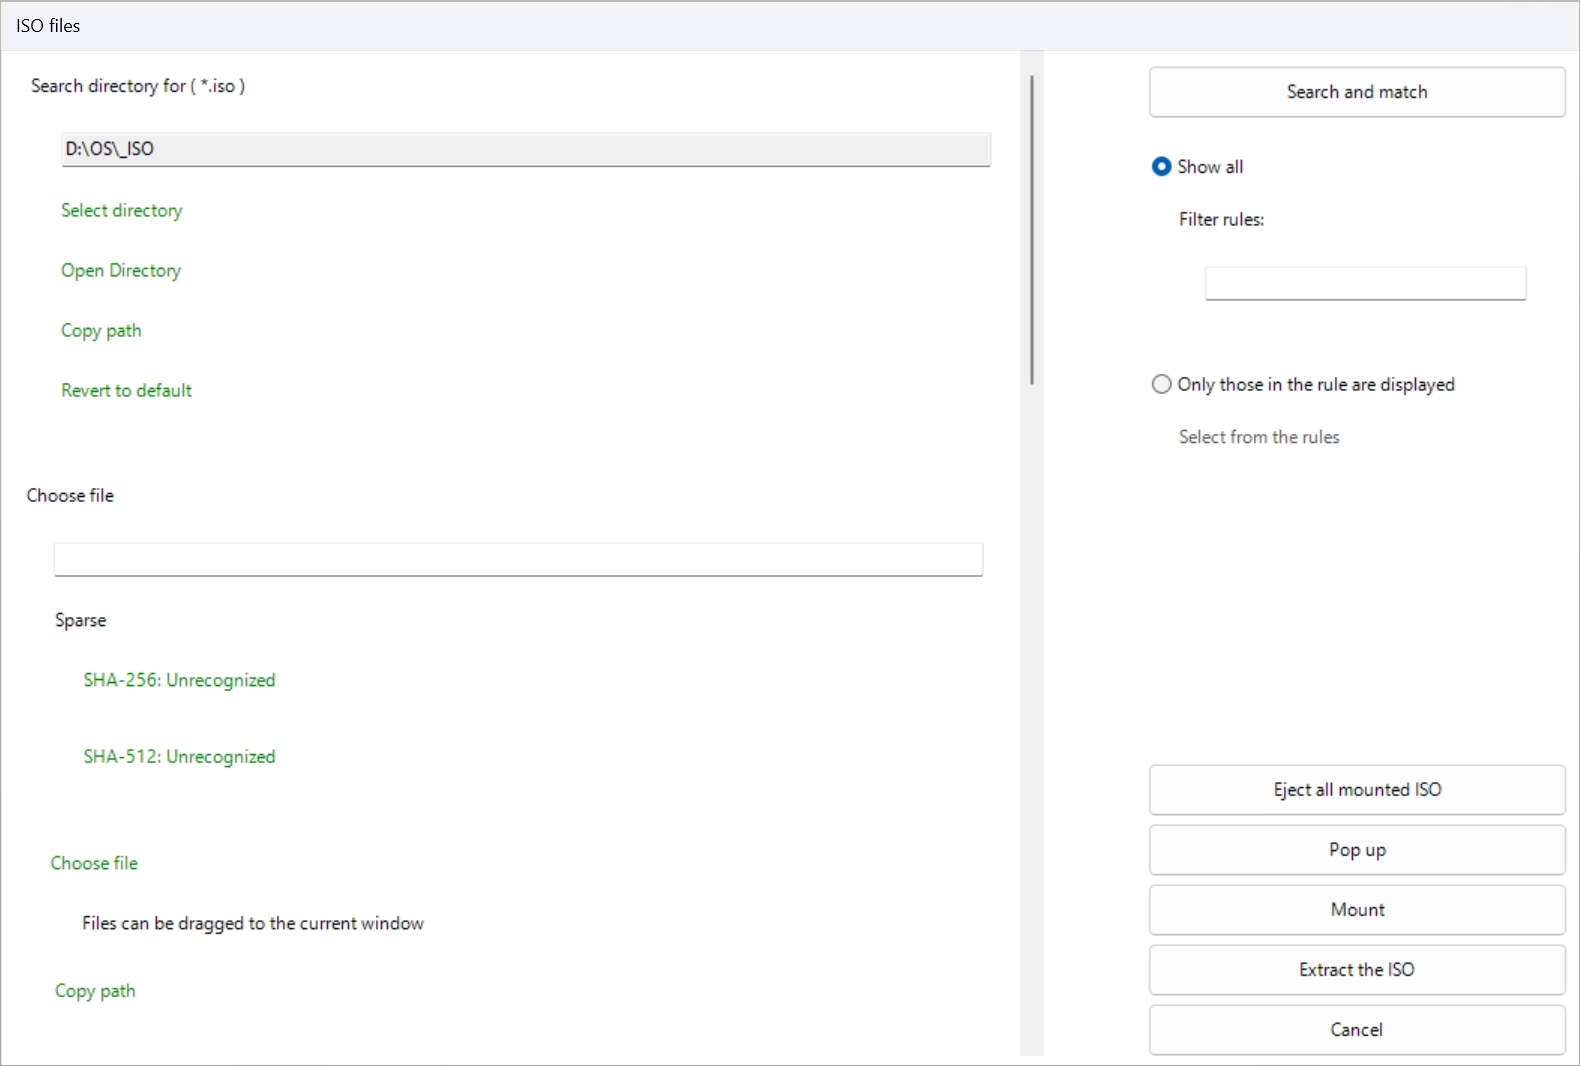 ISO files
Search directory for ( *.iso )
D:\OS\_ISO
Select directory
Open Directory
Copy path
Revert to default
Choose file
Sparse
SHA-256: Unrecognized
SHA-512: Unrecognized
Choose file
Files can be dragged to the current window
Copy path
Search and match
Show all
Filter rules:
Only those in the rule are displayed
Select from the rules
Eject all mounted ISO
Pop up
Mount
Extract the ISO
Cancel